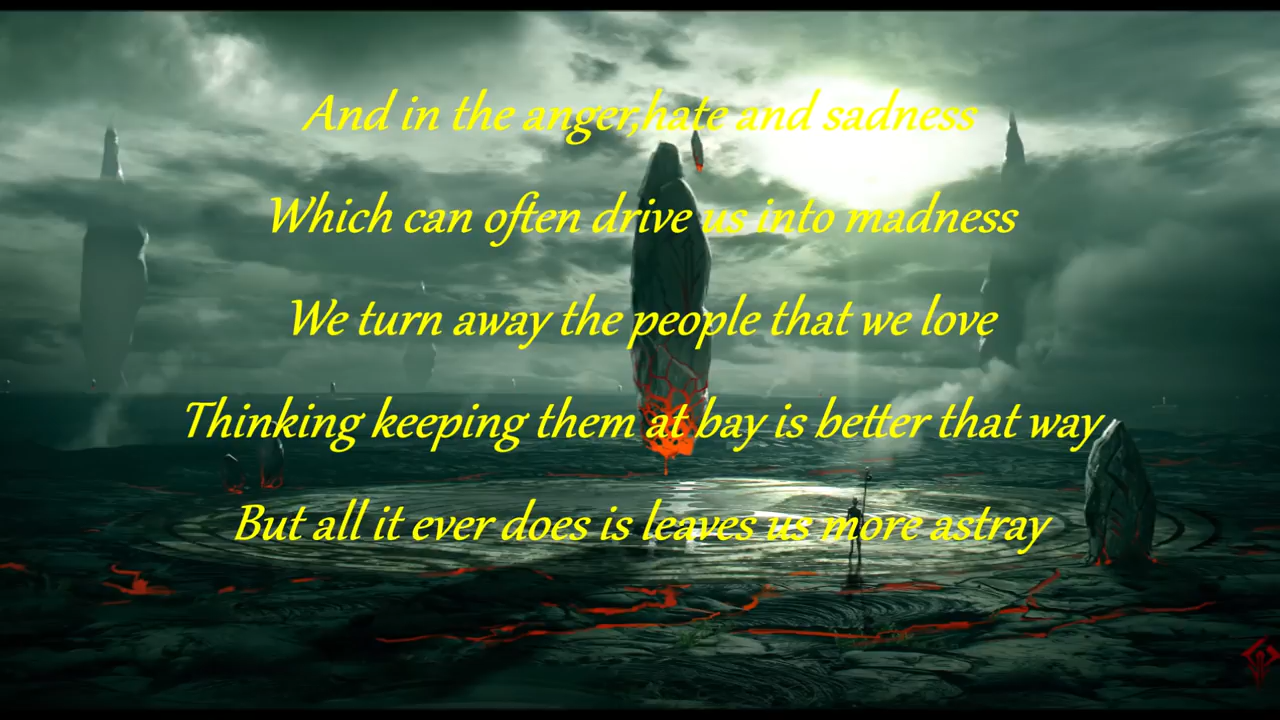 And in the anger,hate and sadness
Which can often drive us into madness
We turn away the people that we love
Thinking keeping them at bay is better that way
But all it ever does is leaves us more astray